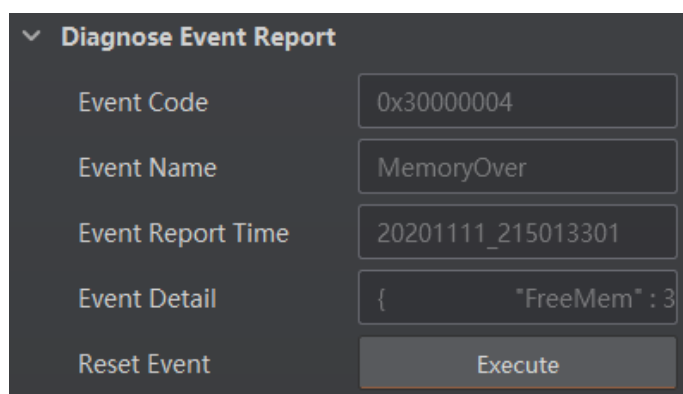 Diagnose Event Report
Event Code 0x30000004
Event Name MemoryOver
Event Report Time 20201111_215013301
Event Detail { "FreeMem" : 3
Reset Event Execute